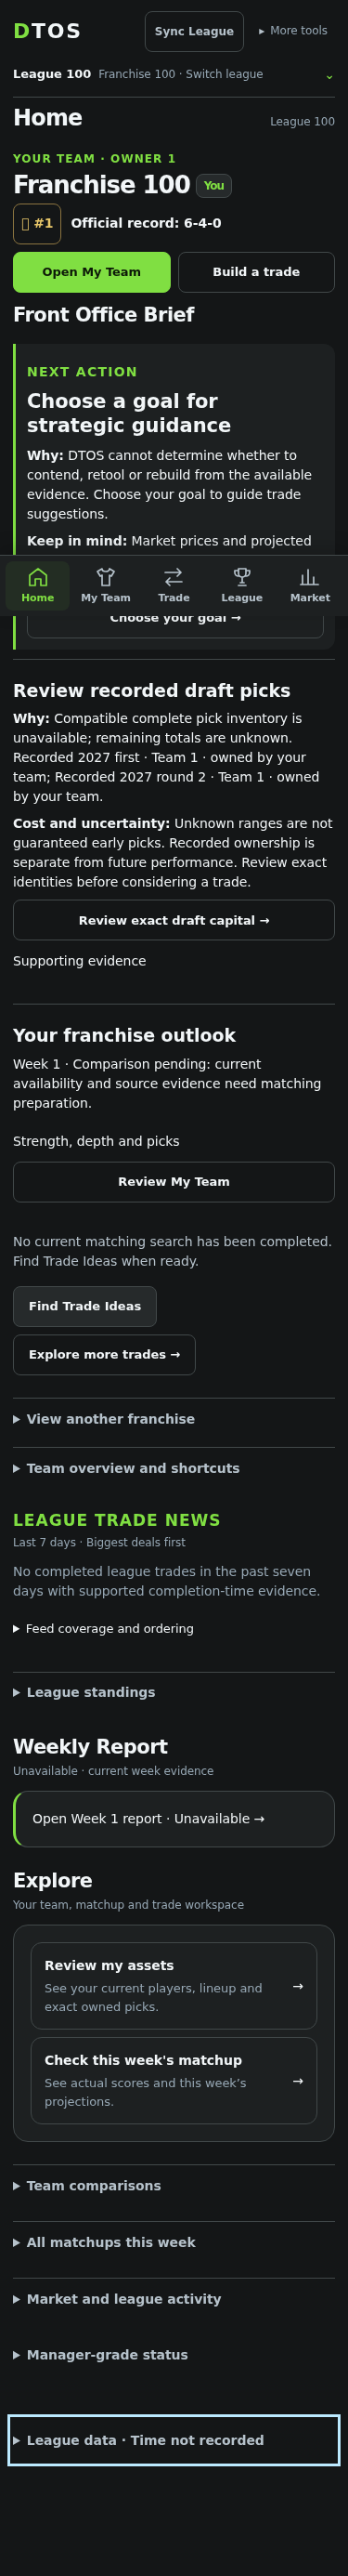 DTOS
Sync League
▸ More tools
League 100 Franchise 100 · Switch league
Home
League 100
YOUR TEAM · OWNER 1
Franchise 100 You
#1 Official record: 6-4-0
Open My Team
Build a trade
Front Office Brief
NEXT ACTION
Choose a goal for
strategic guidance
Why: DTOS cannot determine whether to
contend, retool or rebuild from the available
evidence. Choose your goal to guide trade
suggestions.
Keep in mind: Market prices and projected
Home
My Team
Trade
League
Market
Choose your goal →
Review recorded draft picks
Why: Compatible complete pick inventory is
unavailable; remaining totals are unknown.
Recorded 2027 first · Team 1 · owned by your
team; Recorded 2027 round 2 · Team 1 · owned
by your team.
Cost and uncertainty: Unknown ranges are not
guaranteed early picks. Recorded ownership is
separate from future performance. Review exact
identities before considering a trade.
Review exact draft capital →
Supporting evidence
Your franchise outlook
Week 1 · Comparison pending: current
availability and source evidence need matching
preparation.
Strength, depth and picks
Review My Team
No current matching search has been completed.
Find Trade Ideas when ready.
Find Trade Ideas
Explore more trades →
▸ View another franchise
▸ Team overview and shortcuts
LEAGUE TRADE NEWS
Last 7 days · Biggest deals first
No completed league trades in the past seven
days with supported completion-time evidence.
▸ Feed coverage and ordering
▸ League standings
Weekly Report
Unavailable · current week evidence
Open Week 1 report · Unavailable →
Explore
Your team, matchup and trade workspace
Review my assets
See your current players, lineup and
exact owned picks.
→
Check this week's matchup
See actual scores and this week’s
projections.
→
▸ Team comparisons
▸ All matchups this week
▸ Market and league activity
▸ Manager-grade status
▸ League data · Time not recorded